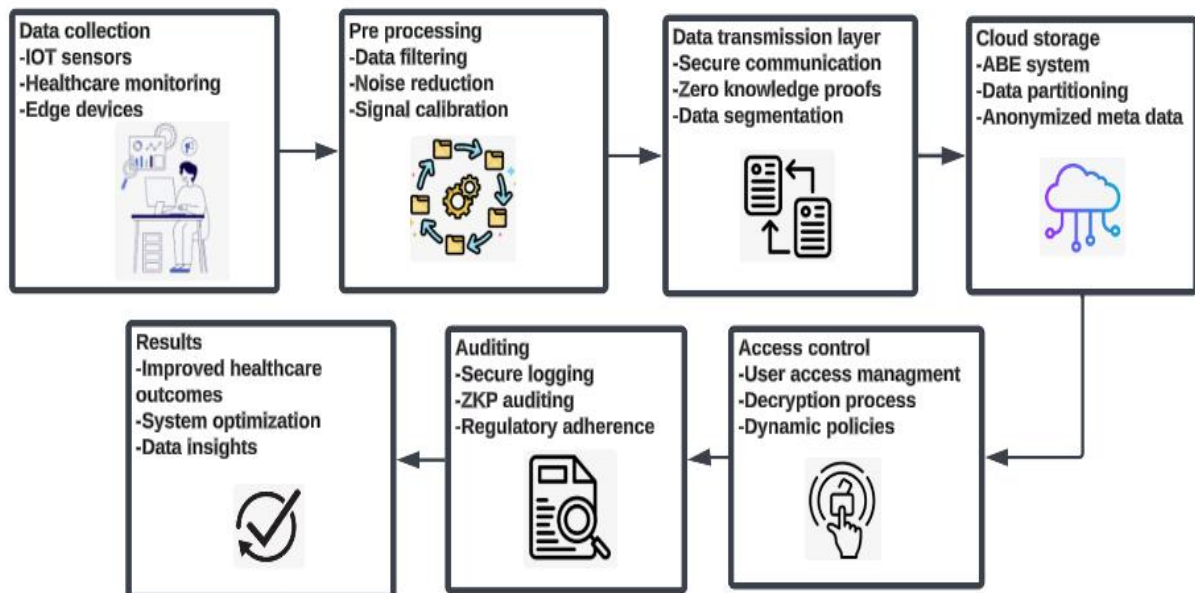 Data collection
-IOT sensors
-Healthcare monitoring
-Edge devices
Pre processing
-Data filtering
-Noise reduction
-Signal calibration
Data transmission layer
-Secure communication
-Zero knowledge proofs
-Data segmentation
Cloud storage
-ABE system
-Data partitioning
-Anonymized meta data
Access control
-User access managment
-Decryption process
-Dynamic policies
Auditing
-Secure logging
-ZKP auditing
-Regulatory adherence
Results
-Improved healthcare
outcomes
-System optimization
-Data insights